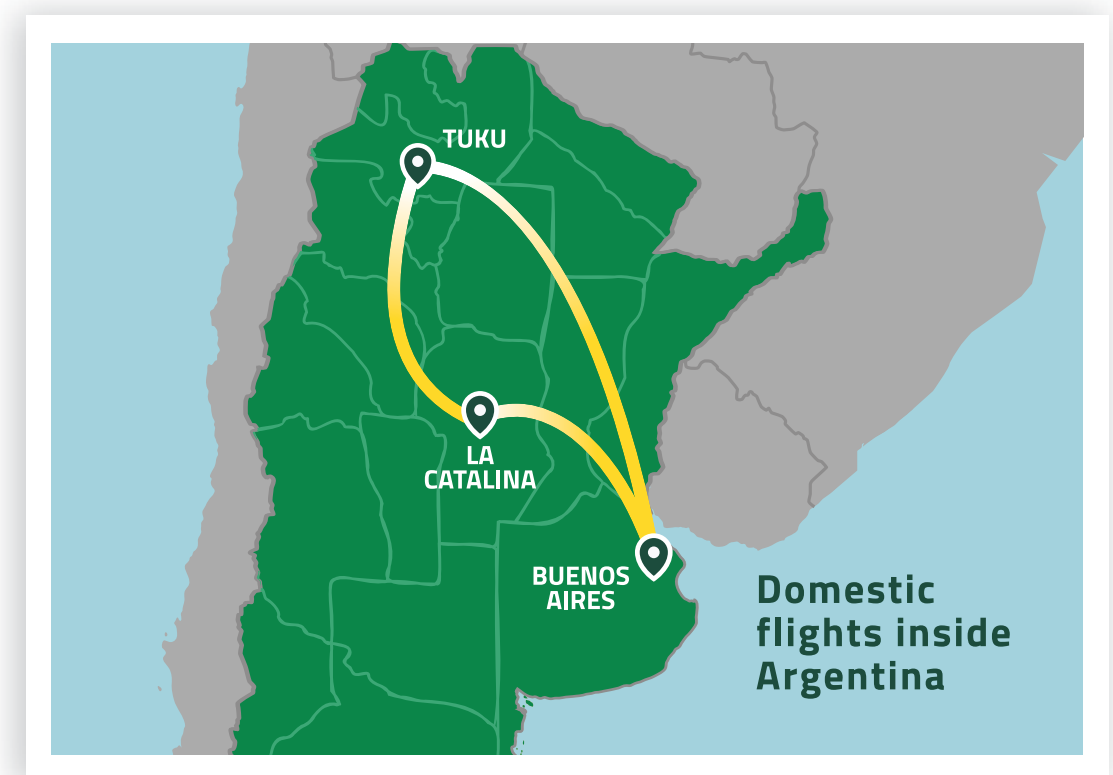 TUKU
LA
CATALINA
BUENOS
AIRES
Domestic
flights inside
Argentina